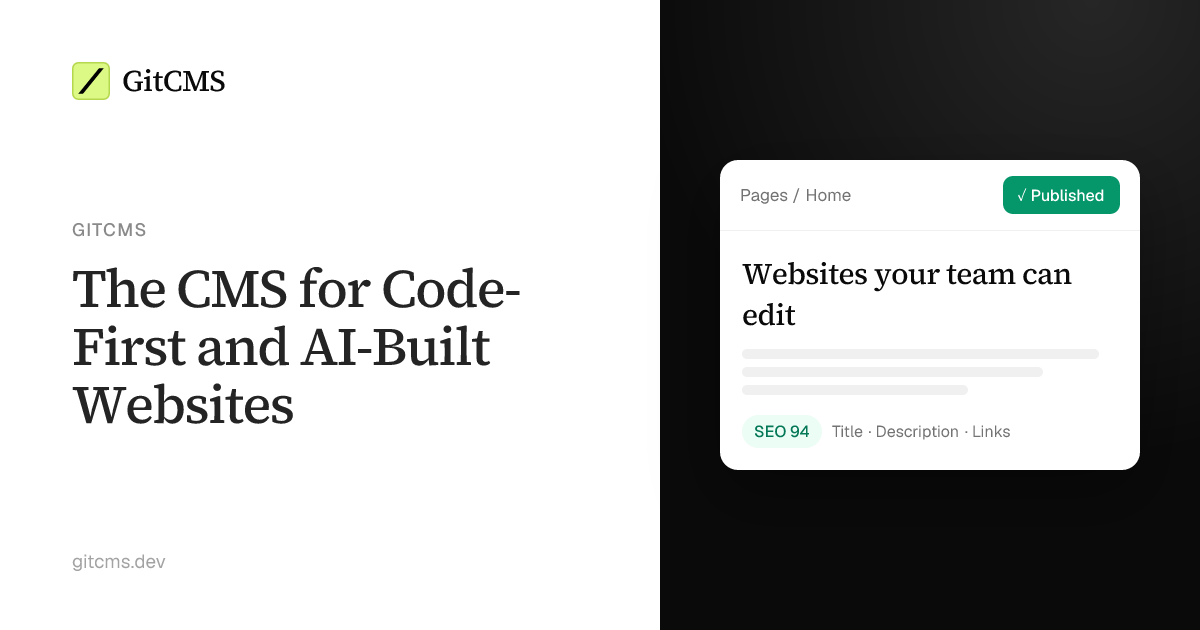 GitCMS
GITCMS
The CMS for Code-
First and AI-Built
Websites
gitcms.dev
Pages / Home
✓ Published
Websites your team can
edit
SEO 94
Title · Description · Links